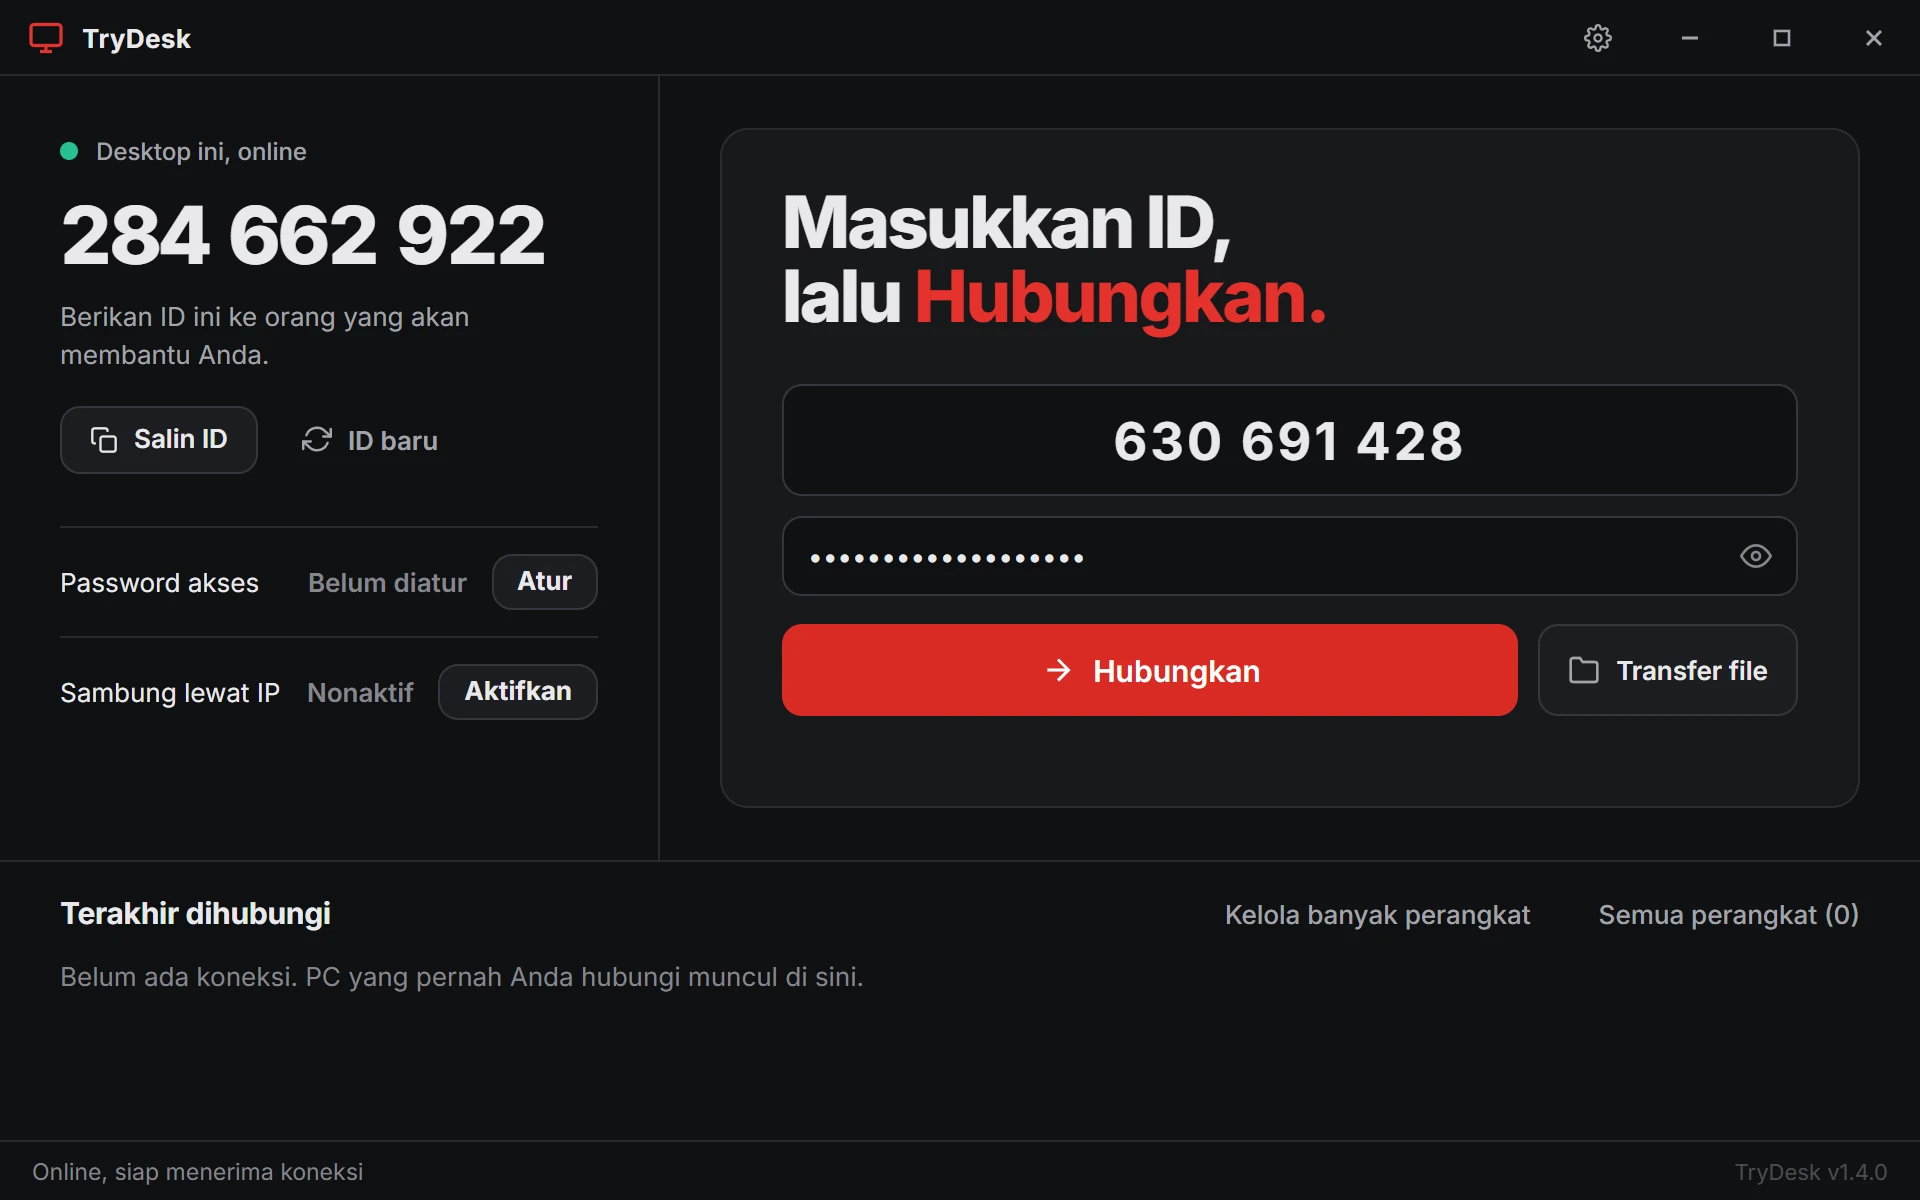 TryDesk
Desktop ini, online
284 662 922
Berikan ID ini ke orang yang akan
membantu Anda.
Salin ID
ID baru
Password akses Belum diatur Atur
Sambung lewat IP Nonaktif Aktifkan
Masukkan ID,
lalu Hubungkan.
630 691 428
•••••••••••••••••••
Hubungkan
Transfer file
Terakhir dihubungi
Kelola banyak perangkat
Semua perangkat (0)
Belum ada koneksi. PC yang pernah Anda hubungi muncul di sini.
Online, siap menerima koneksi
TryDesk v1.4.0